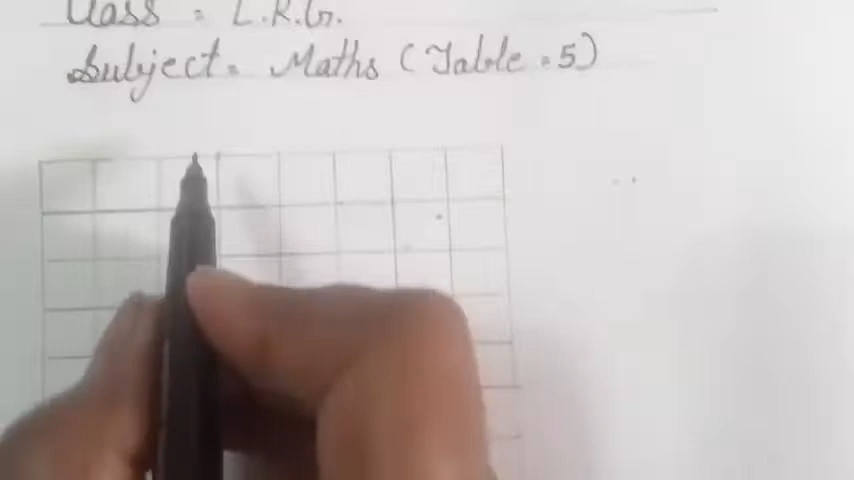 Class = L.K.G.
Subject = Maths (Table = 5)